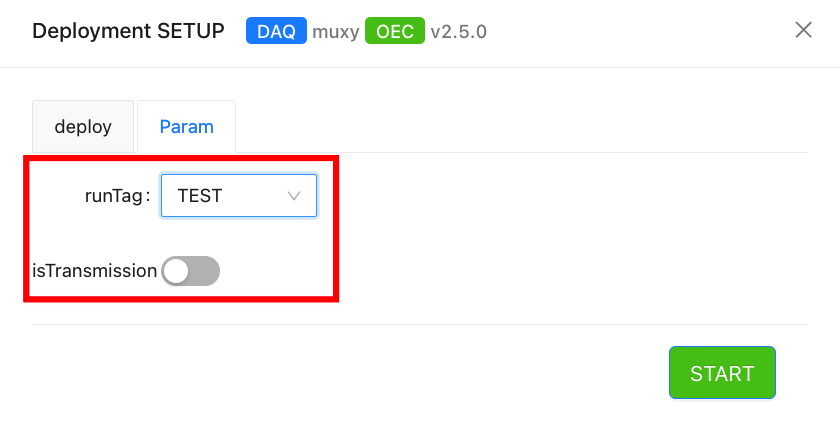 Deployment SETUP DAQ muxy OEC v2.5.0
deploy Param
runTag: TEST
isTransmission
START